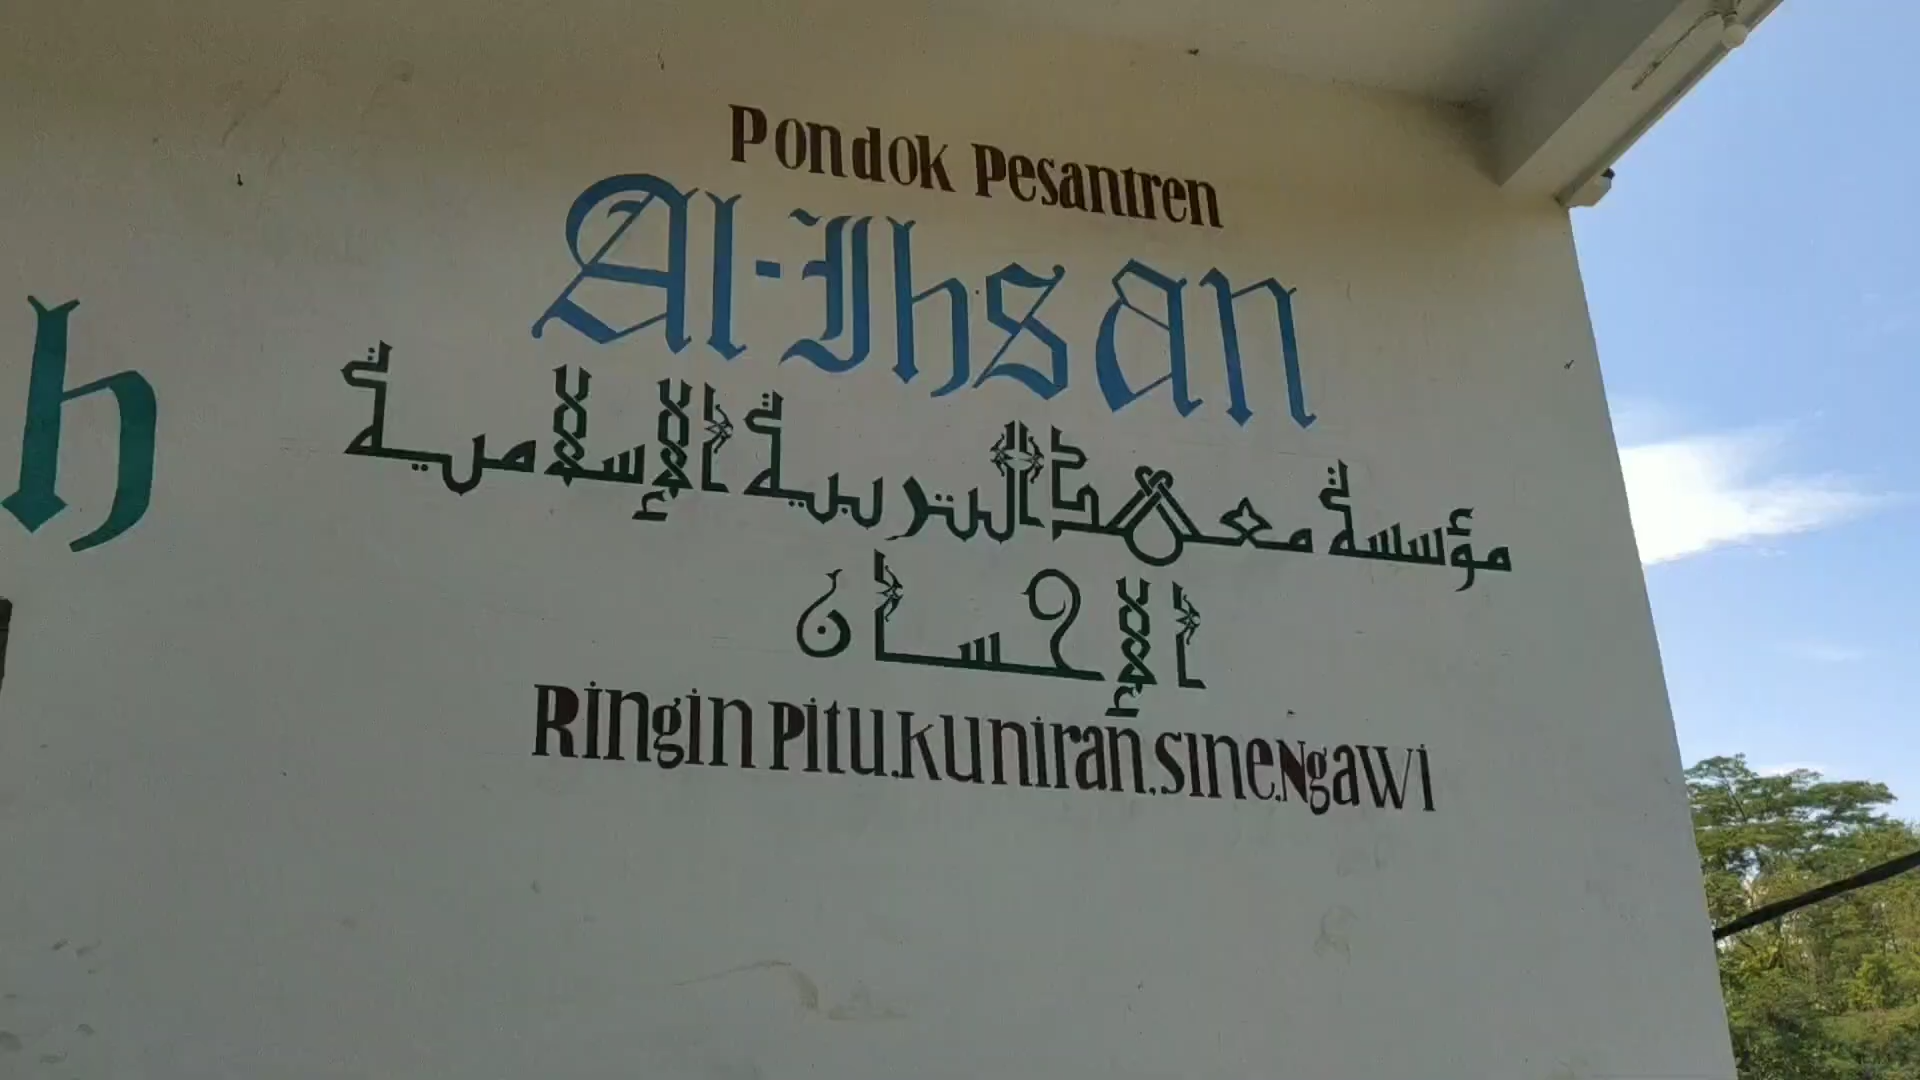 Pondok Pesantren
Al-Ihsan
مؤسسة معهد التربية الإسلامية
الإحسان
Ringin Pitu.Kuniran.Sine.Ngawi
h